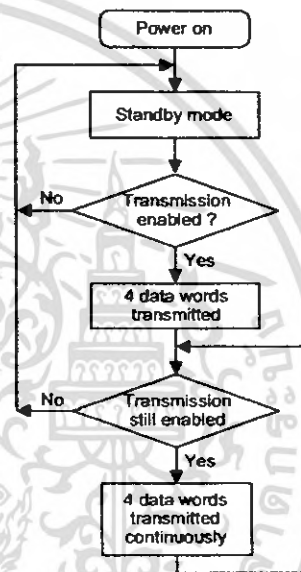 Power on
Standby mode
No
Transmission
enabled ?
Yes
4 data words
transmitted
No
Transmission
still enabled
Yes
4 data words
transmitted
continuously